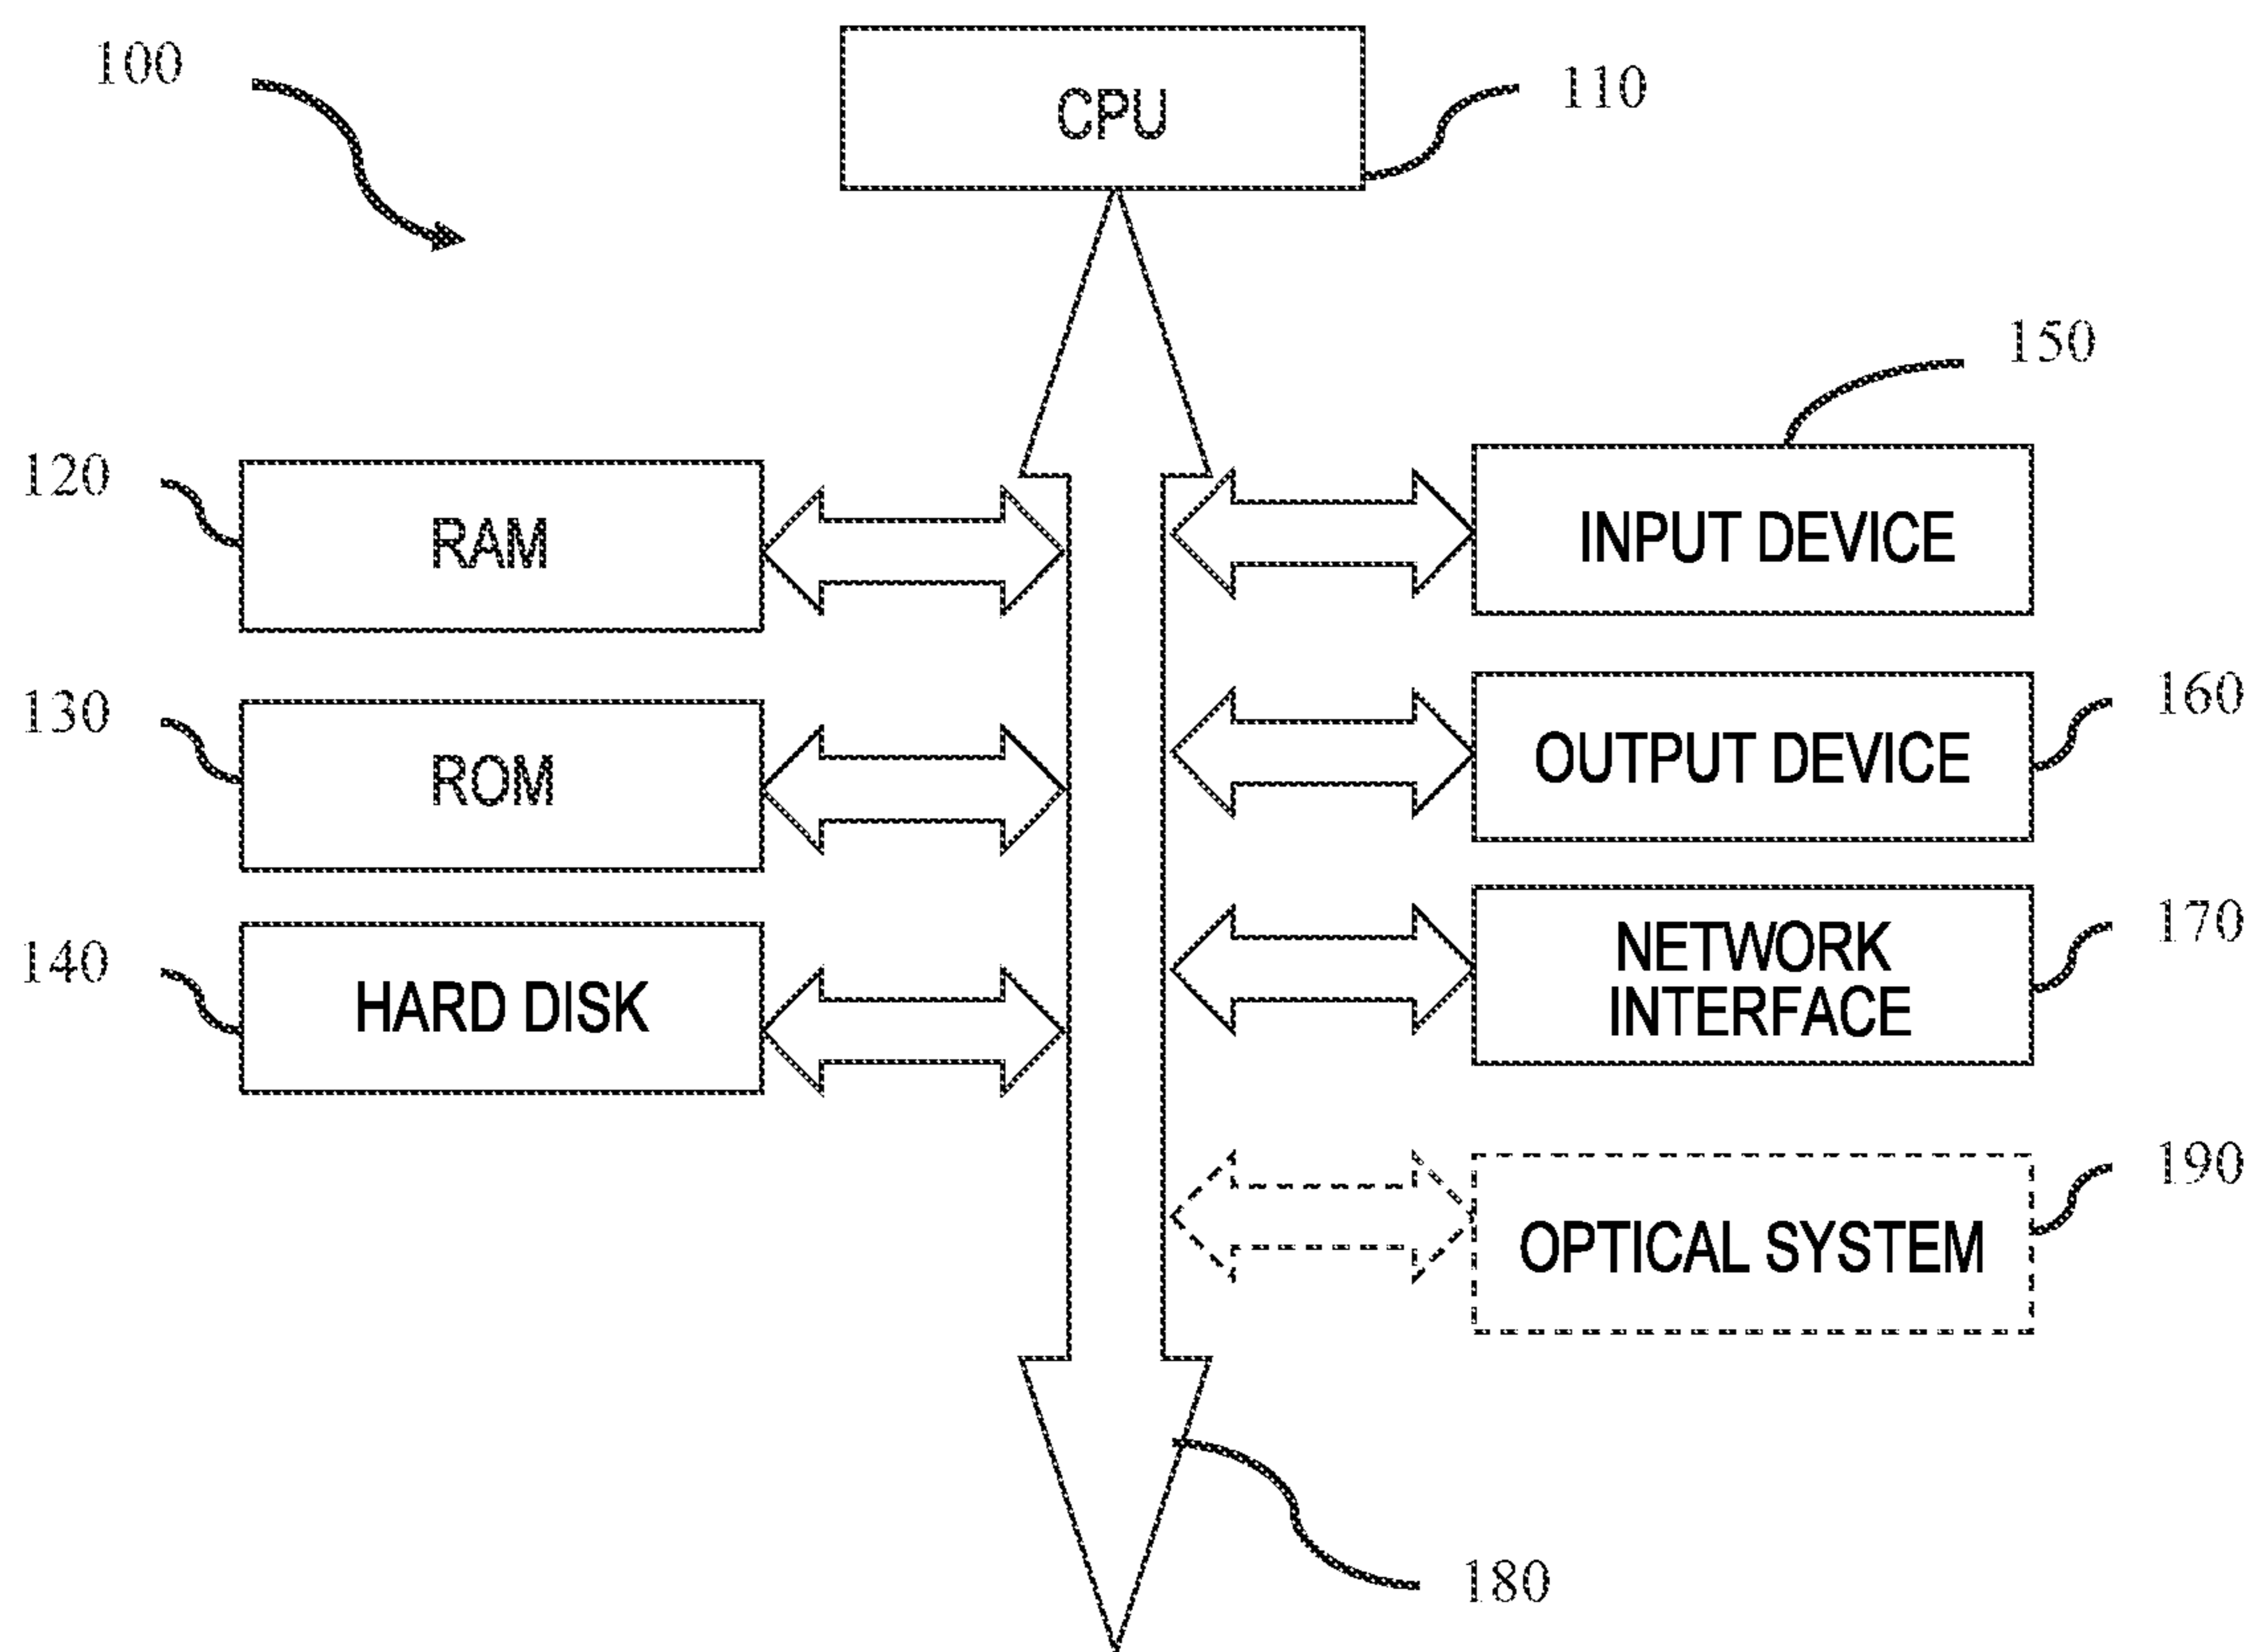 100
CPU
110
150
120
RAM
INPUT DEVICE
130
ROM
160
OUTPUT DEVICE
140
HARD DISK
170
NETWORK
INTERFACE
190
OPTICAL SYSTEM
180